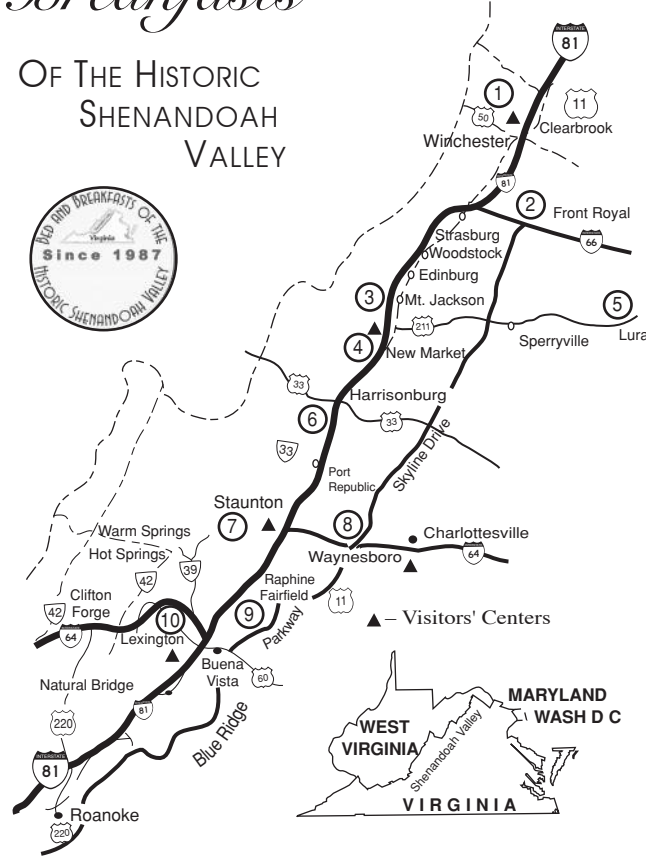 Breakfasts
OF THE HISTORIC
SHENANDOAH
VALLEY
BED AND BREAKFASTS OF THE
Virginia
Since 1987
HISTORIC SHENANDOAH VALLEY
INTERSTATE
81
1
11
50
Clearbrook
Winchester
81
2
Front Royal
66
Strasburg
Woodstock
Edinburg
3
Mt. Jackson
5
211
4
Sperryville
Lura
New Market
33
Harrisonburg
6
33
33
Skyline Drive
Port
Republic
Staunton
7
8
Charlottesville
Warm Springs
Waynesboro
64
Hot Springs
39
42
Raphine
Fairfield
11
Clifton
Forge
42
10
9
Parkway
▲ – Visitors' Centers
64
Lexington
Buena
Vista
60
Natural Bridge
81
220
Blue Ridge
MARYLAND
WASH D C
WEST
VIRGINIA
Shenandoah Valley
VIRGINIA
INTERSTATE
81
Roanoke
220